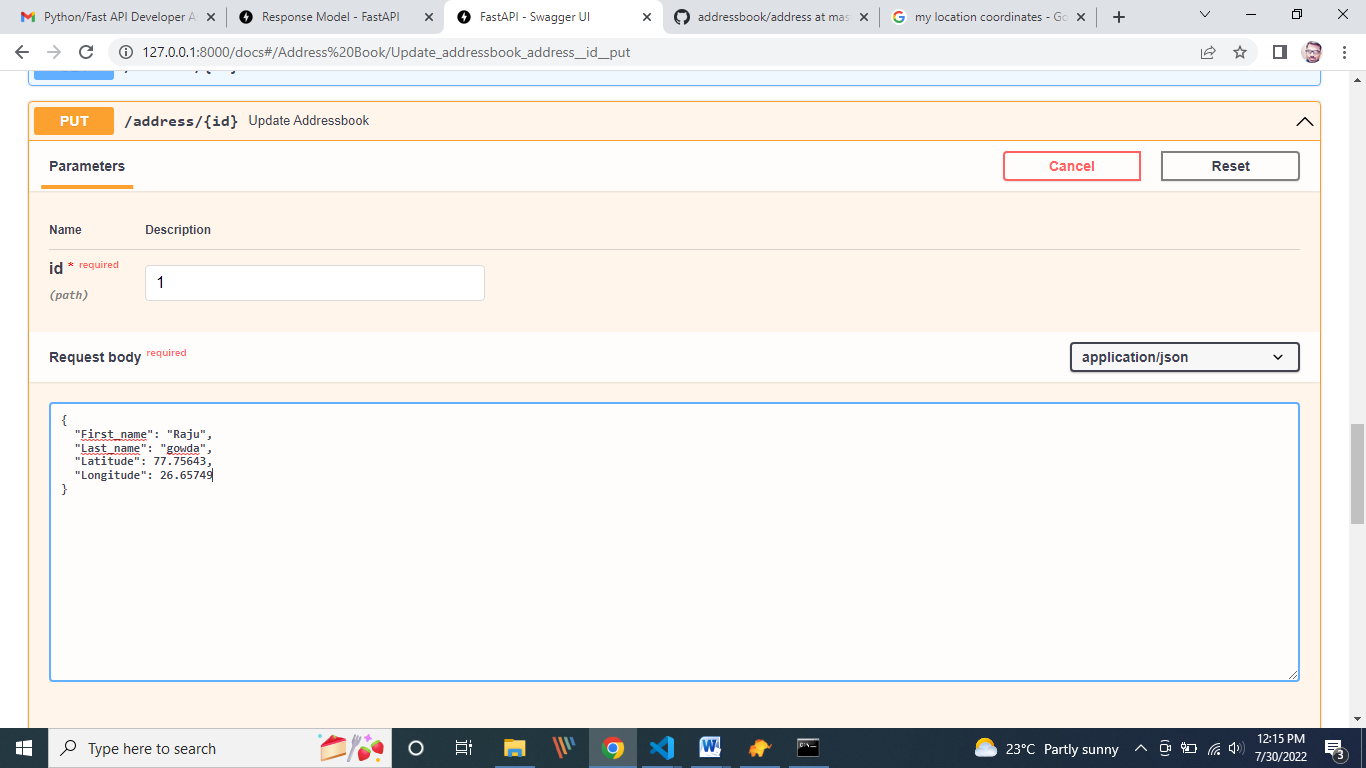 Python/Fast API Developer A
Response Model - FastAPI
FastAPI - Swagger UI
addressbook/address at mas
my location coordinates - Go
127.0.0.1:8000/docs#/Address%20Book/Update_addressbook_address__id__put
PUT /address/{id} Update Addressbook
Parameters
Cancel
Reset
Name Description
id * required
(path)
1
Request body required
application/json
{
"First_name": "Raju",
"Last_name": "gowda",
"Latitude": 77.75643,
"Longitude": 26.65749
}
Type here to search
23°C Partly sunny
12:15 PM
7/30/2022
3